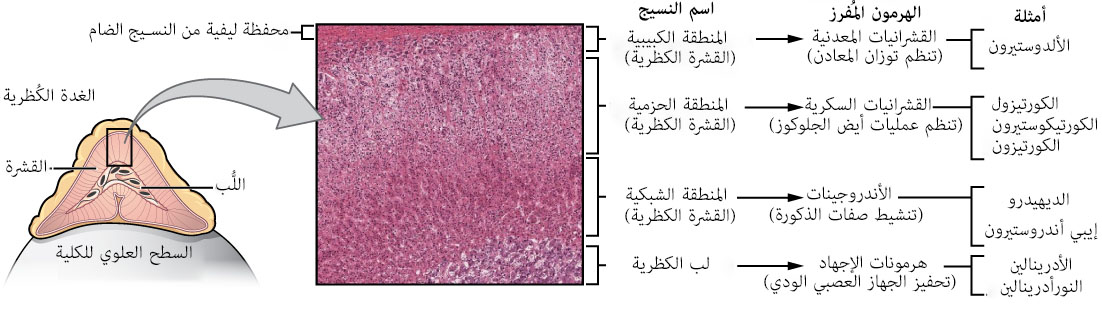 اسم النسيج
الهرمون المُفرز
أمثلة
محفظة ليفية من النسيج الضام
المنطقة الكبيبية
(القشرة الكظرية)
القشرانيات المعدنية
(تنظم توزان المعادن)
الألدوستيرون
المنطقة الحزمية
(القشرة الكظرية)
القشرانيات السكرية
(تنظم عمليات أيض الجلوكوز)
الكورتيزول
الكورتيكوستيرون
الكورتيزون
المنطقة الشبكية
(القشرة الكظرية)
الأندروجينات
(تنشيط صفات الذكورة)
الديهيدرو
إيبي أندروستيرون
لب الكظرية
هرمونات الإجهاد
(تحفيز الجهاز العصبي الودي)
الأدرينالين
النورأدرينالين
الغدة الكُظرية
القشرة
اللُّب
السطح العلوي للكلية